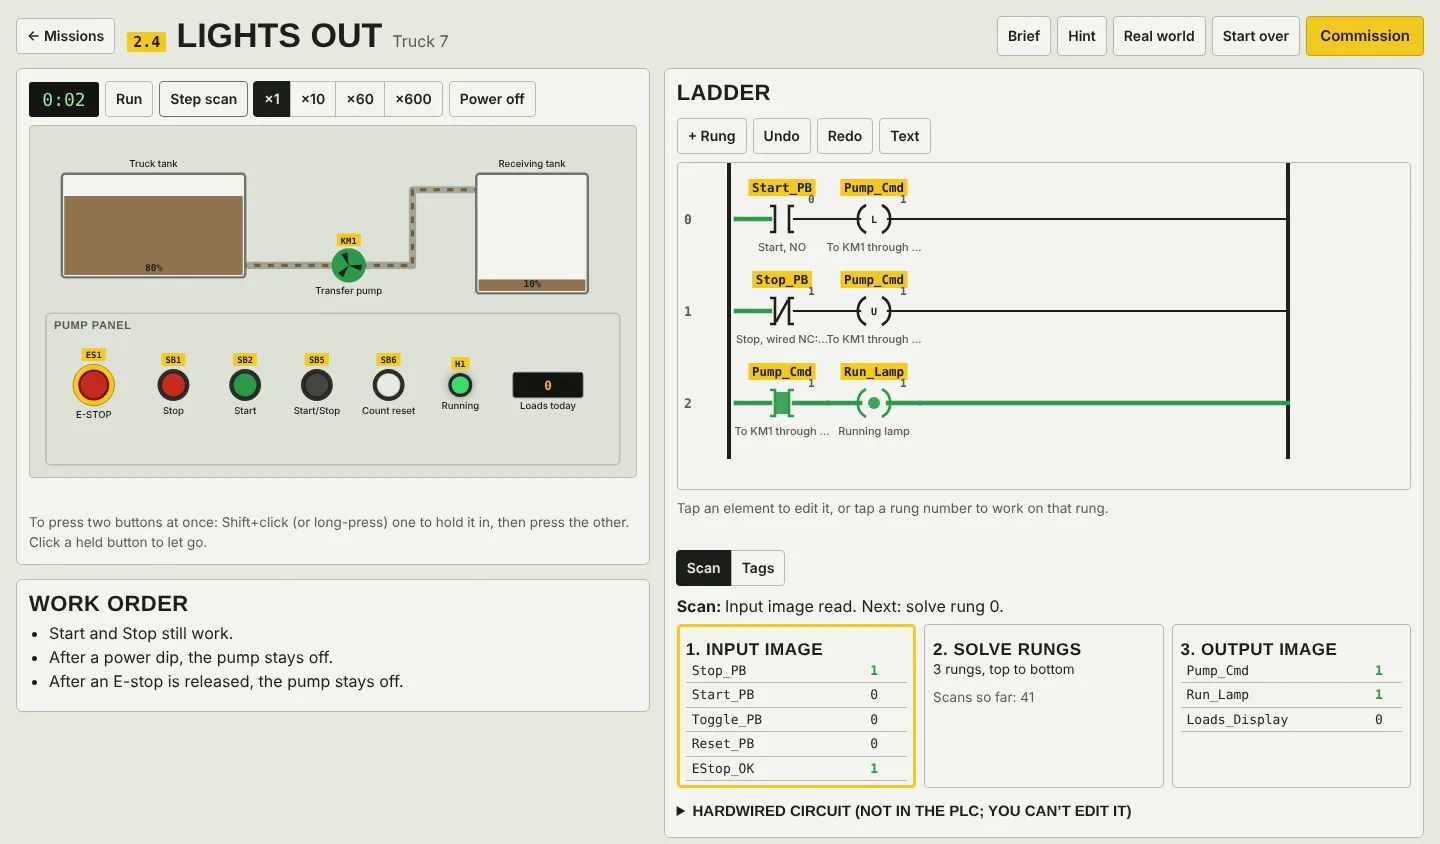 ← Missions
2.4
LIGHTS OUT
Truck 7
Brief
Hint
Real world
Start over
Commission
0:02
Run
Step scan
×1
×10
×60
×600
Power off
Truck tank
Receiving tank
80%
KM1
Transfer pump
10%
PUMP PANEL
ES1
SB1
SB2
SB5
SB6
H1
0
E-STOP
Stop
Start
Start/Stop
Count reset
Running
Loads today
To press two buttons at once: Shift+click (or long-press) one to hold it in, then press the other.
Click a held button to let go.
WORK ORDER
• Start and Stop still work.
• After a power dip, the pump stays off.
• After an E-stop is released, the pump stays off.
LADDER
+ Rung
Undo
Redo
Text
Start_PB
Pump_Cmd
0
1
0
L
Start, NO
To KM1 through ...
Stop_PB
Pump_Cmd
1
1
1
U
Stop, wired NC:...
To KM1 through ...
Pump_Cmd
Run_Lamp
1
1
2
To KM1 through ...
Running lamp
Tap an element to edit it, or tap a rung number to work on that rung.
Scan
Tags
Scan: Input image read. Next: solve rung 0.
1. INPUT IMAGE
Stop_PB 1
Start_PB 0
Toggle_PB 0
Reset_PB 0
EStop_OK 1
2. SOLVE RUNGS
3 rungs, top to bottom
Scans so far: 41
3. OUTPUT IMAGE
Pump_Cmd 1
Run_Lamp 1
Loads_Display 0
▶ HARDWIRED CIRCUIT (NOT IN THE PLC; YOU CAN'T EDIT IT)